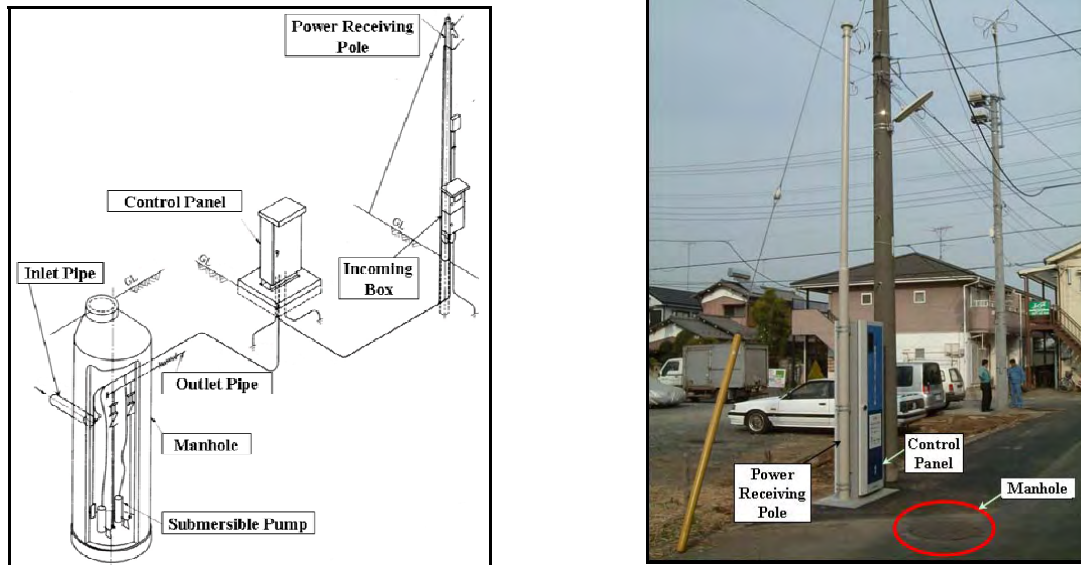 Power Receiving
Pole
Control Panel
GL
GL
GL
Inlet Pipe
Incoming
Box
Outlet Pipe
Manhole
Submersible Pump
Control
Panel
Power
Receiving
Pole
Manhole